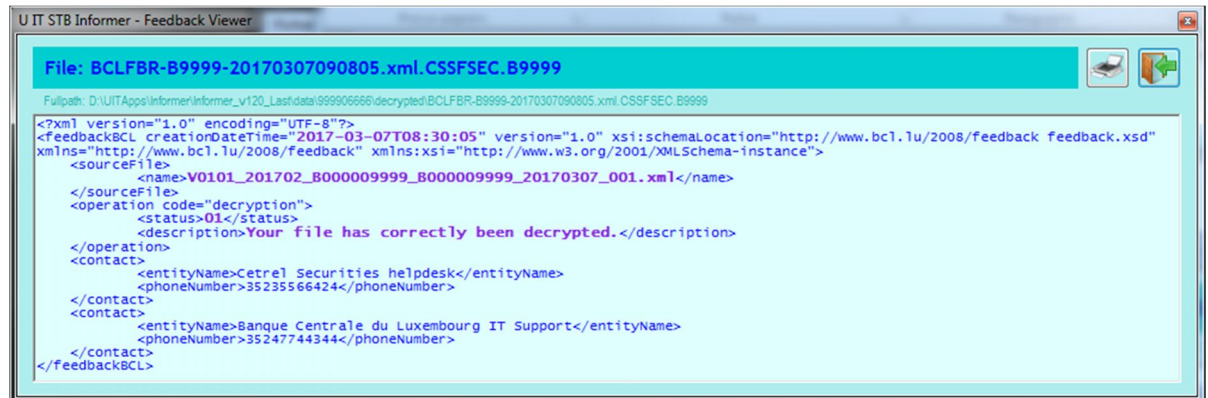 U IT STB Informer - Feedback Viewer
File: BCLFBR-B9999-20170307090805.xml.CSSFSEC.B9999
Fullpath: D:\UITApps\Informer\Informer_v120_Last\data\999906666\decrypted\BCLFBR-B9999-20170307090805.xml.CSSFSEC.B9999
<?xml version="1.0" encoding="UTF-8"?>
<feedbackBCL creationDateTime="2017-03-07T08:30:05" version="1.0" xsi:schemaLocation="http://www.bcl.lu/2008/feedback feedback.xsd"
xmlns="http://www.bcl.lu/2008/feedback" xmlns:xsi="http://www.w3.org/2001/XMLSchema-instance">
<sourceFile>
<name>V0101_201702_B000009999_B000009999_20170307_001.xml</name>
</sourceFile>
<operation code="decryption">
<status>01</status>
<description>Your file has correctly been decrypted.</description>
</operation>
<contact>
<entityName>Cetrel Securities helpdesk</entityName>
<phoneNumber>35235566424</phoneNumber>
</contact>
<contact>
<entityName>Banque Centrale du Luxembourg IT Support</entityName>
<phoneNumber>35247744344</phoneNumber>
</contact>
</feedbackBCL>